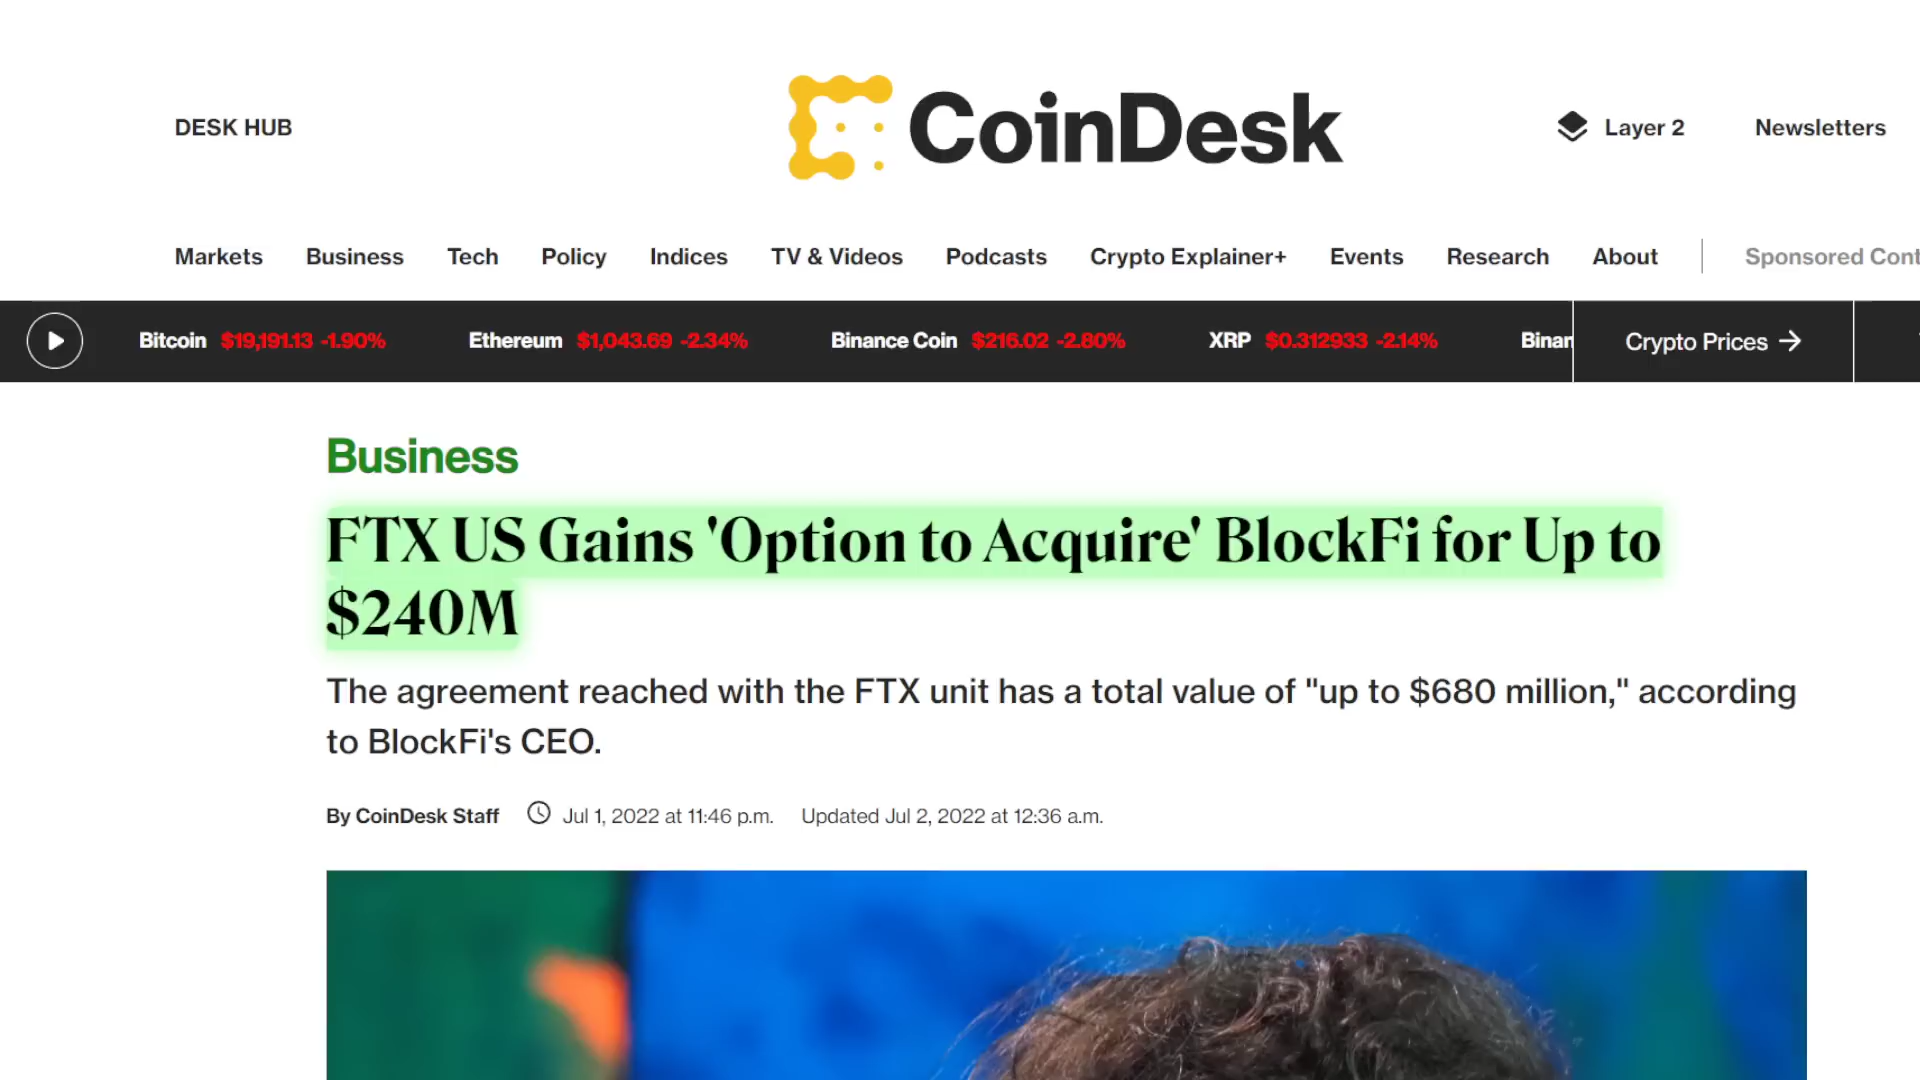 DESK HUB
CoinDesk
Layer 2
Newsletters
Markets Business Tech Policy Indices TV & Videos Podcasts Crypto Explainer+ Events Research About Sponsored Cont
Bitcoin $19,191.13 -1.90% Ethereum $1,043.69 -2.34% Binance Coin $216.02 -2.80% XRP $0.312933 -2.14% Binan Crypto Prices →
Business
FTX US Gains 'Option to Acquire' BlockFi for Up to
$240M
The agreement reached with the FTX unit has a total value of "up to $680 million," according
to BlockFi's CEO.
By CoinDesk Staff Jul 1, 2022 at 11:46 p.m. Updated Jul 2, 2022 at 12:36 a.m.